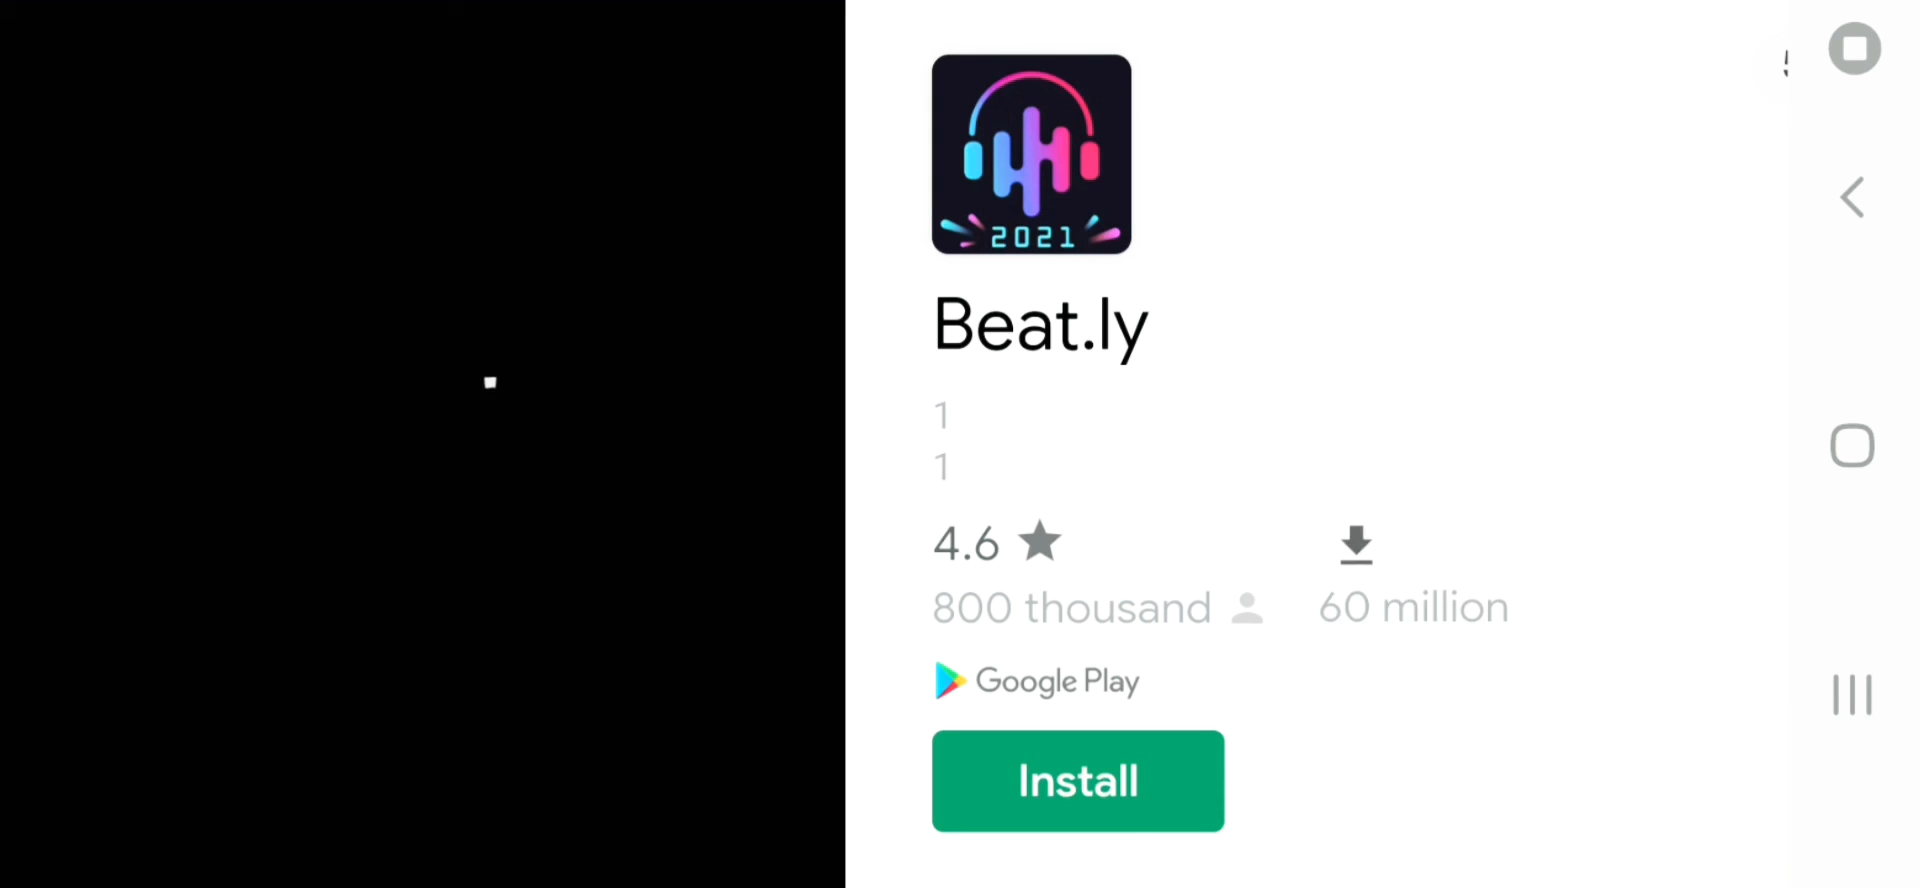 2021
Beat.ly
1
1
4.6
800 thousand
60 million
Google Play
Install